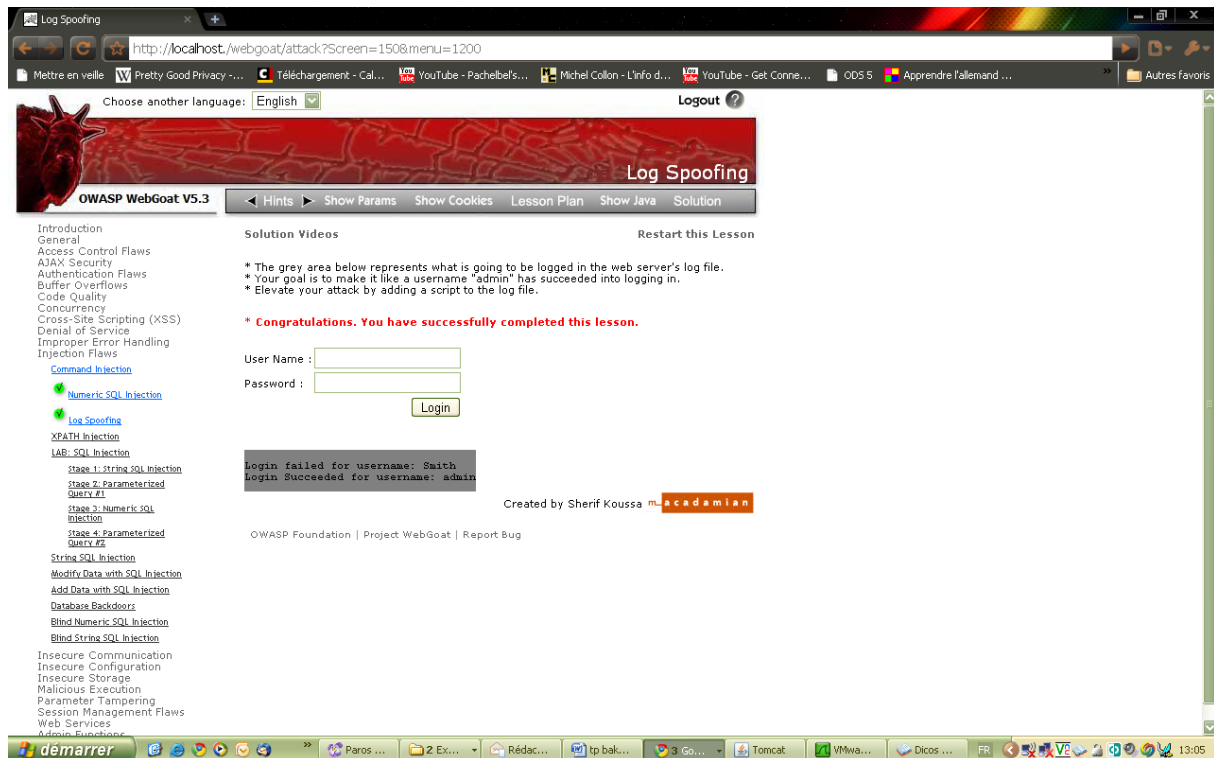 Log Spoofing
http://localhost./webgoat/attack?Screen=150&menu=1200
Mettre en veille
Pretty Good Privacy -...
Téléchargement - Cal...
YouTube - Pachelbel's...
Michel Collon - L'info d...
YouTube - Get Conne...
ODS 5
Apprendre l'allemand ...
»
Autres favoris
Choose another language: English
Logout ?
Log Spoofing
OWASP WebGoat V5.3
Hints
Show Params
Show Cookies
Lesson Plan
Show Java
Solution
Introduction
General
Access Control Flaws
AJAX Security
Authentication Flaws
Buffer Overflows
Code Quality
Concurrency
Cross-Site Scripting (XSS)
Denial of Service
Improper Error Handling
Injection Flaws
Command Injection
Numeric SQL Injection
Log Spoofing
XPATH Injection
LAB: SQL Injection
Stage 1: String SQL Injection
Stage 2: Parameterized
Query #1
Stage 3: Numeric SQL
Injection
Stage 4: Parameterized
Query #2
String SQL Injection
Modify Data with SQL Injection
Add Data with SQL Injection
Database Backdoors
Blind Numeric SQL Injection
Blind String SQL Injection
Insecure Communication
Insecure Configuration
Insecure Storage
Malicious Execution
Parameter Tampering
Session Management Flaws
Web Services
Admin Functions
Solution Videos
Restart this Lesson
* The grey area below represents what is going to be logged in the web server's log file.
* Your goal is to make it like a username "admin" has succeeded into logging in.
* Elevate your attack by adding a script to the log file.
* Congratulations. You have successfully completed this lesson.
User Name :
Password :
Login
Login failed for username: Smith
Login Succeeded for username: admin
Created by Sherif Koussa m acadamian
OWASP Foundation | Project WebGoat | Report Bug
démarrer
»
Paros ...
2 Ex...
Rédac...
tp bak...
3 Go...
Tomcat
VMwa...
Dicos ...
FR
13:05